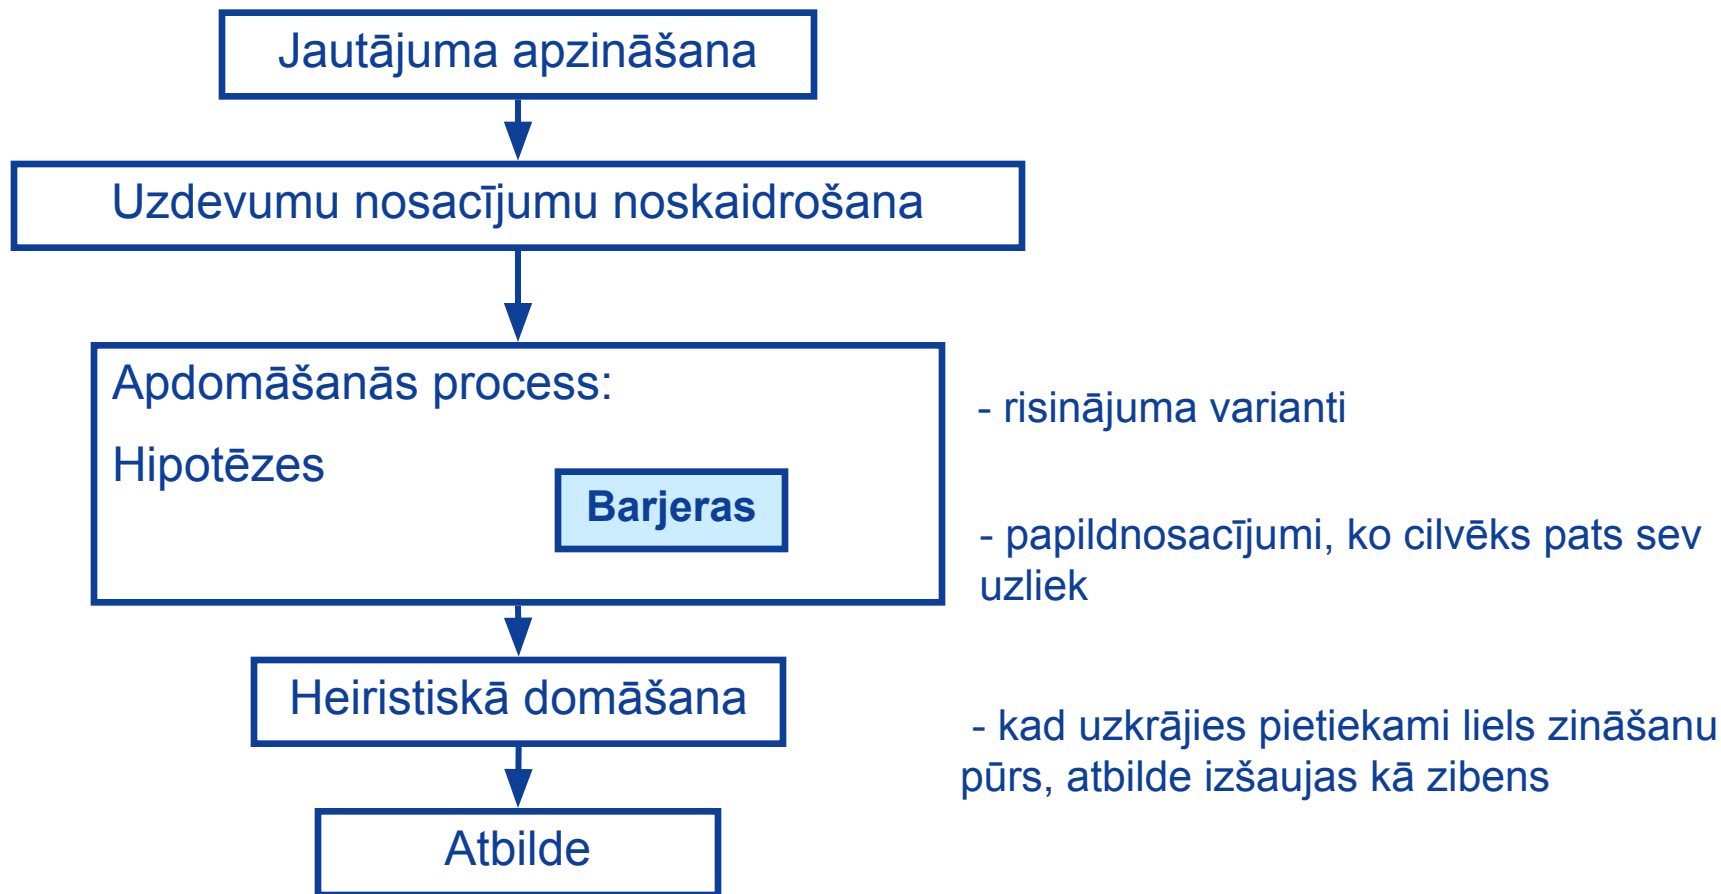 Jautājuma apzināšana
Uzdevumu nosacījumu noskaidrošana
Apdomāšanās process:
Hipotēzes
- risinājuma varianti
Barjeras
- papildnosacījumi, ko cilvēks pats sev
uzliek
Heiristiskā domāšana
- kad uzkrājies pietiekami liels zināšanu
pūrs, atbilde izšaujas kā zibens
Atbilde